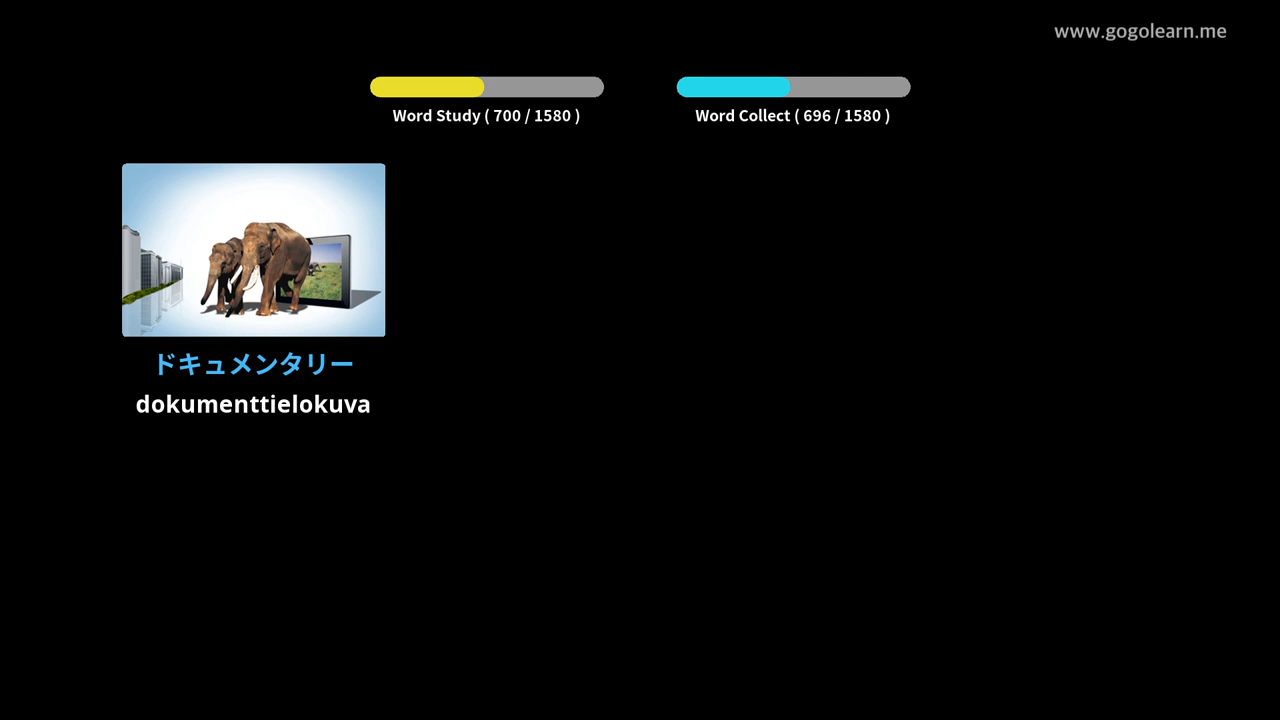 www.gogolearn.me
Word Study ( 700 / 1580 )
Word Collect ( 696 / 1580 )
ドキュメンタリー
dokumenttielokuva